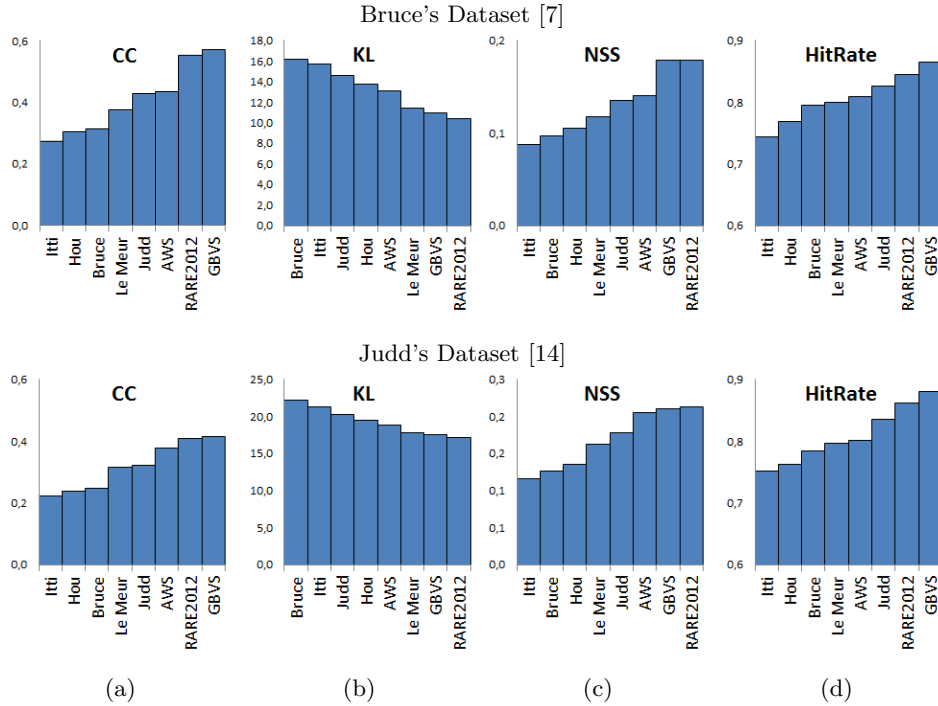 Bruce's Dataset [7]
CC
0,6
0,4
0,2
0,0
Itti
Hou
Bruce
Le Meur
Judd
AWS
RARE2012
GBVS
KL
18,0
16,0
14,0
12,0
10,0
8,0
6,0
4,0
2,0
0,0
Bruce
Itti
Judd
Hou
AWS
Le Meur
GBVS
RARE2012
NSS
0,2
0,1
0,0
Itti
Bruce
Hou
Le Meur
Judd
AWS
GBVS
RARE2012
HitRate
0,9
0,8
0,7
0,6
Itti
Hou
Bruce
Le Meur
AWS
Judd
RARE2012
GBVS
Judd's Dataset [14]
CC
0,6
0,4
0,2
0,0
Itti
Hou
Bruce
Le Meur
Judd
AWS
RARE2012
GBVS
KL
25,0
20,0
15,0
10,0
5,0
0,0
Bruce
Itti
Judd
Hou
AWS
Le Meur
GBVS
RARE2012
NSS
0,3
0,2
0,2
0,1
0,1
0,0
Itti
Bruce
Hou
Le Meur
Judd
AWS
GBVS
RARE2012
HitRate
0,9
0,8
0,7
0,6
Itti
Hou
Bruce
Le Meur
AWS
Judd
RARE2012
GBVS
(a)
(b)
(c)
(d)